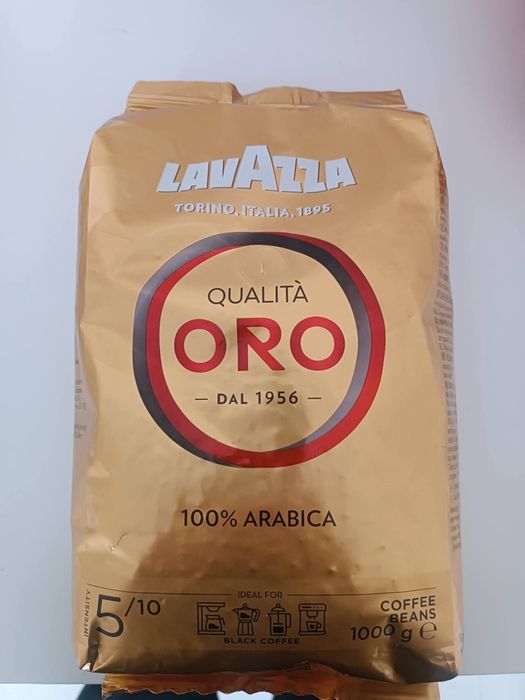 LAVAZZA
TORINO, ITALIA, 1895
QUALITÀ
ORO
— DAL 1956 —
100% ARABICA
INTENSITY
5/10
IDEAL FOR
BLACK COFFEE
COFFEE
BEANS
1000 g ℮